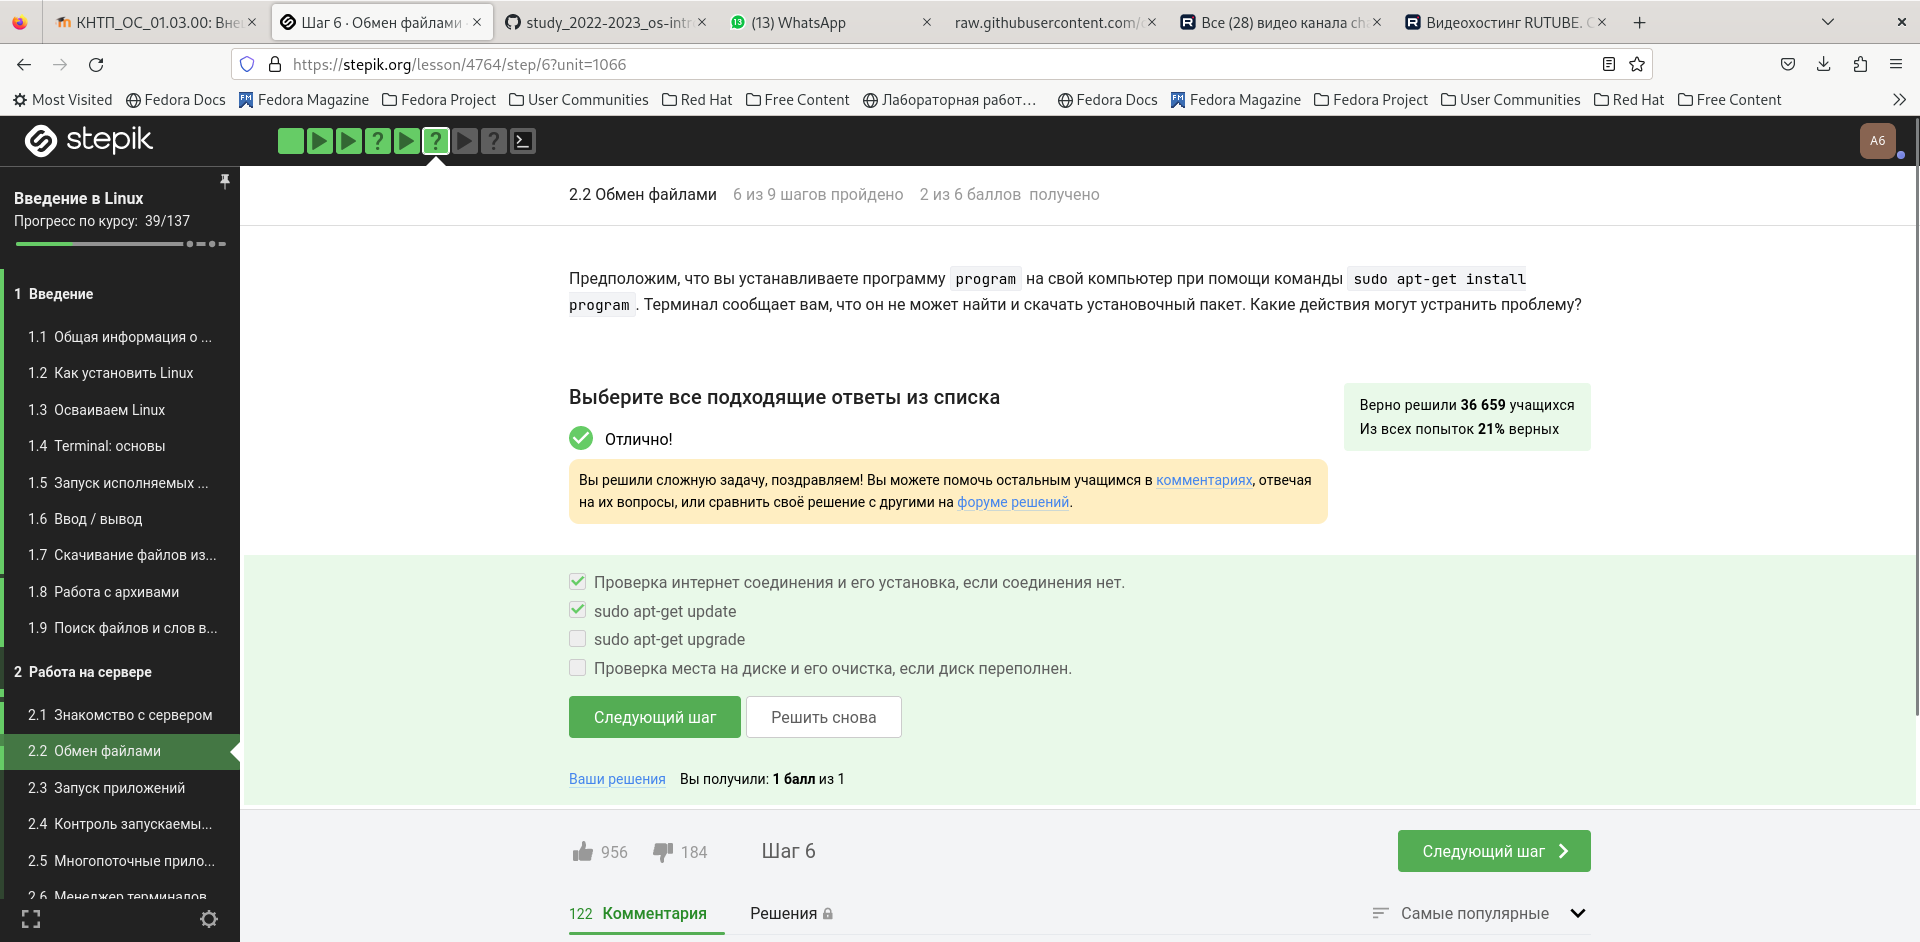 КНТП_ОС_01.03.00: Вне
Шаг 6 · Обмен файлами
study_2022-2023_os-intr
(13) WhatsApp
raw.githubusercontent.com/
Все (28) видео канала
Видеохостинг RUTUBE.
https://stepik.org/lesson/4764/step/6?unit=1066
Most Visited
Fedora Docs
Fedora Magazine
Fedora Project
User Communities
Red Hat
Free Content
Лабораторная работ…
Fedora Docs
Fedora Magazine
Fedora Project
User Communities
Red Hat
Free Content
stepik
A6
Введение в Linux
Прогресс по курсу: 39/137
1 Введение
1.1 Общая информация о ...
1.2 Как установить Linux
1.3 Осваиваем Linux
1.4 Terminal: основы
1.5 Запуск исполняемых ...
1.6 Ввод / вывод
1.7 Скачивание файлов из...
1.8 Работа с архивами
1.9 Поиск файлов и слов в...
2 Работа на сервере
2.1 Знакомство с сервером
2.2 Обмен файлами
2.3 Запуск приложений
2.4 Контроль запускаемы...
2.5 Многопоточные прило...
2.6 Менеджер терминалов
2.2 Обмен файлами 6 из 9 шагов пройдено 2 из 6 баллов получено
Предположим, что вы устанавливаете программу program на свой компьютер при помощи команды sudo apt-get install
program. Терминал сообщает вам, что он не может найти и скачать установочный пакет. Какие действия могут устранить проблему?
Выберите все подходящие ответы из списка
Верно решили 36 659 учащихся
Из всех попыток 21% верных
Отлично!
Вы решили сложную задачу, поздравляем! Вы можете помочь остальным учащимся в комментариях, отвечая
на их вопросы, или сравнить своё решение с другими на форуме решений.
Проверка интернет соединения и его установка, если соединения нет.
sudo apt-get update
sudo apt-get upgrade
Проверка места на диске и его очистка, если диск переполнен.
Следующий шаг
Решить снова
Ваши решения Вы получили: 1 балл из 1
956
184
Шаг 6
Следующий шаг
122 Комментария
Решения
Самые популярные